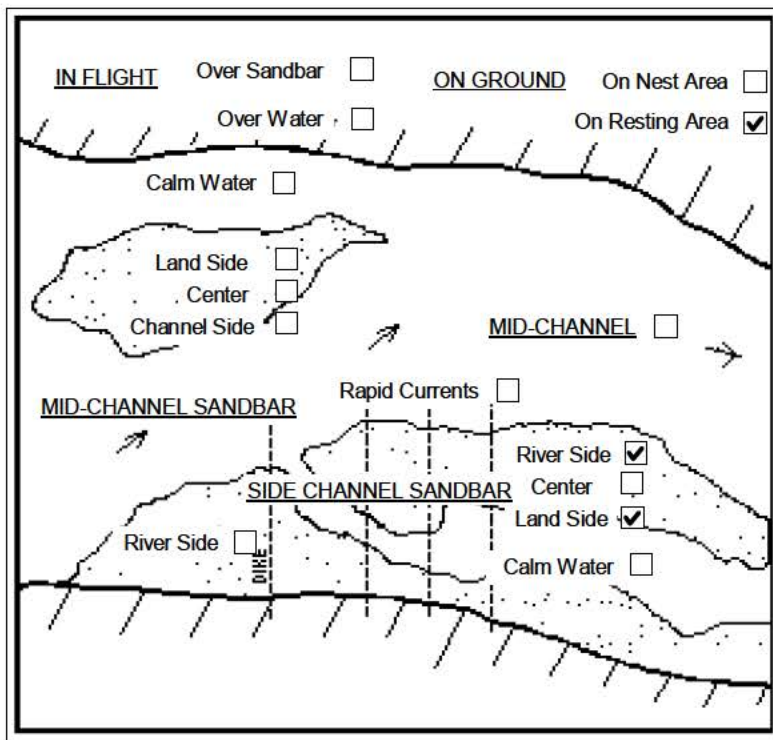 IN FLIGHT
Over Sandbar
ON GROUND
On Nest Area
Over Water
On Resting Area
Calm Water
Land Side
Center
Channel Side
MID-CHANNEL
Rapid Currents
MID-CHANNEL SANDBAR
River Side
SIDE CHANNEL SANDBAR
Center
Land Side
River Side
DIKE
Calm Water